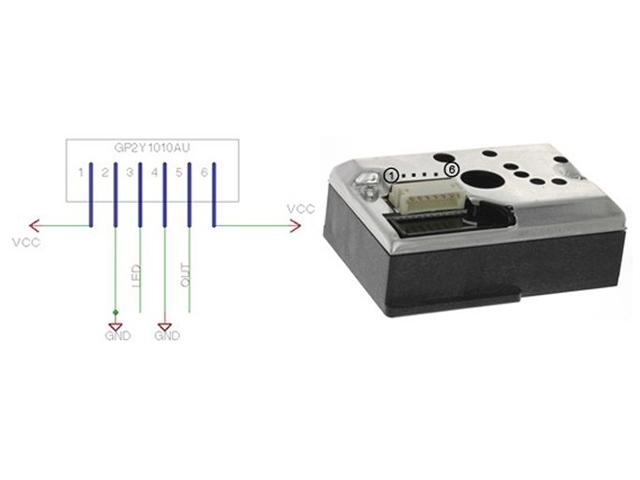 GP2Y1010AU
1 2 3 4 5 6
VCC
VCC
LED
OUT
GND
GND
1
6